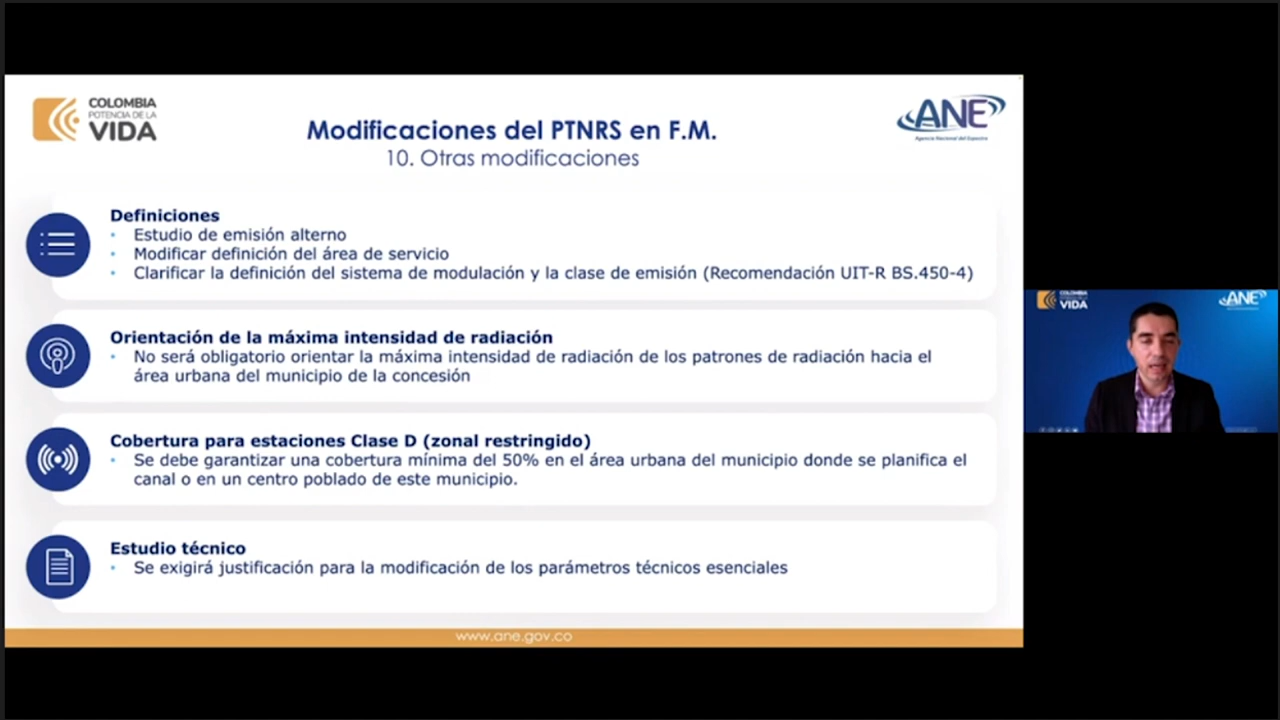 COLOMBIA
POTENCIA DE LA
VIDA
Modificaciones del PTNRS en F.M.
10. Otras modificaciones
ANE
Agencia Nacional del Espectro
Definiciones
• Estudio de emisión alterno
• Modificar definición del área de servicio
• Clarificar la definición del sistema de modulación y la clase de emisión (Recomendación UIT-R BS.450-4)
Orientación de la máxima intensidad de radiación
• No será obligatorio orientar la máxima intensidad de radiación de los patrones de radiación hacia el
área urbana del municipio de la concesión
Cobertura para estaciones Clase D (zonal restringido)
• Se debe garantizar una cobertura mínima del 50% en el área urbana del municipio donde se planifica el
canal o en un centro poblado de este municipio.
Estudio técnico
• Se exigirá justificación para la modificación de los parámetros técnicos esenciales
www.ane.gov.co
COLOMBIA
VIDA
ANE